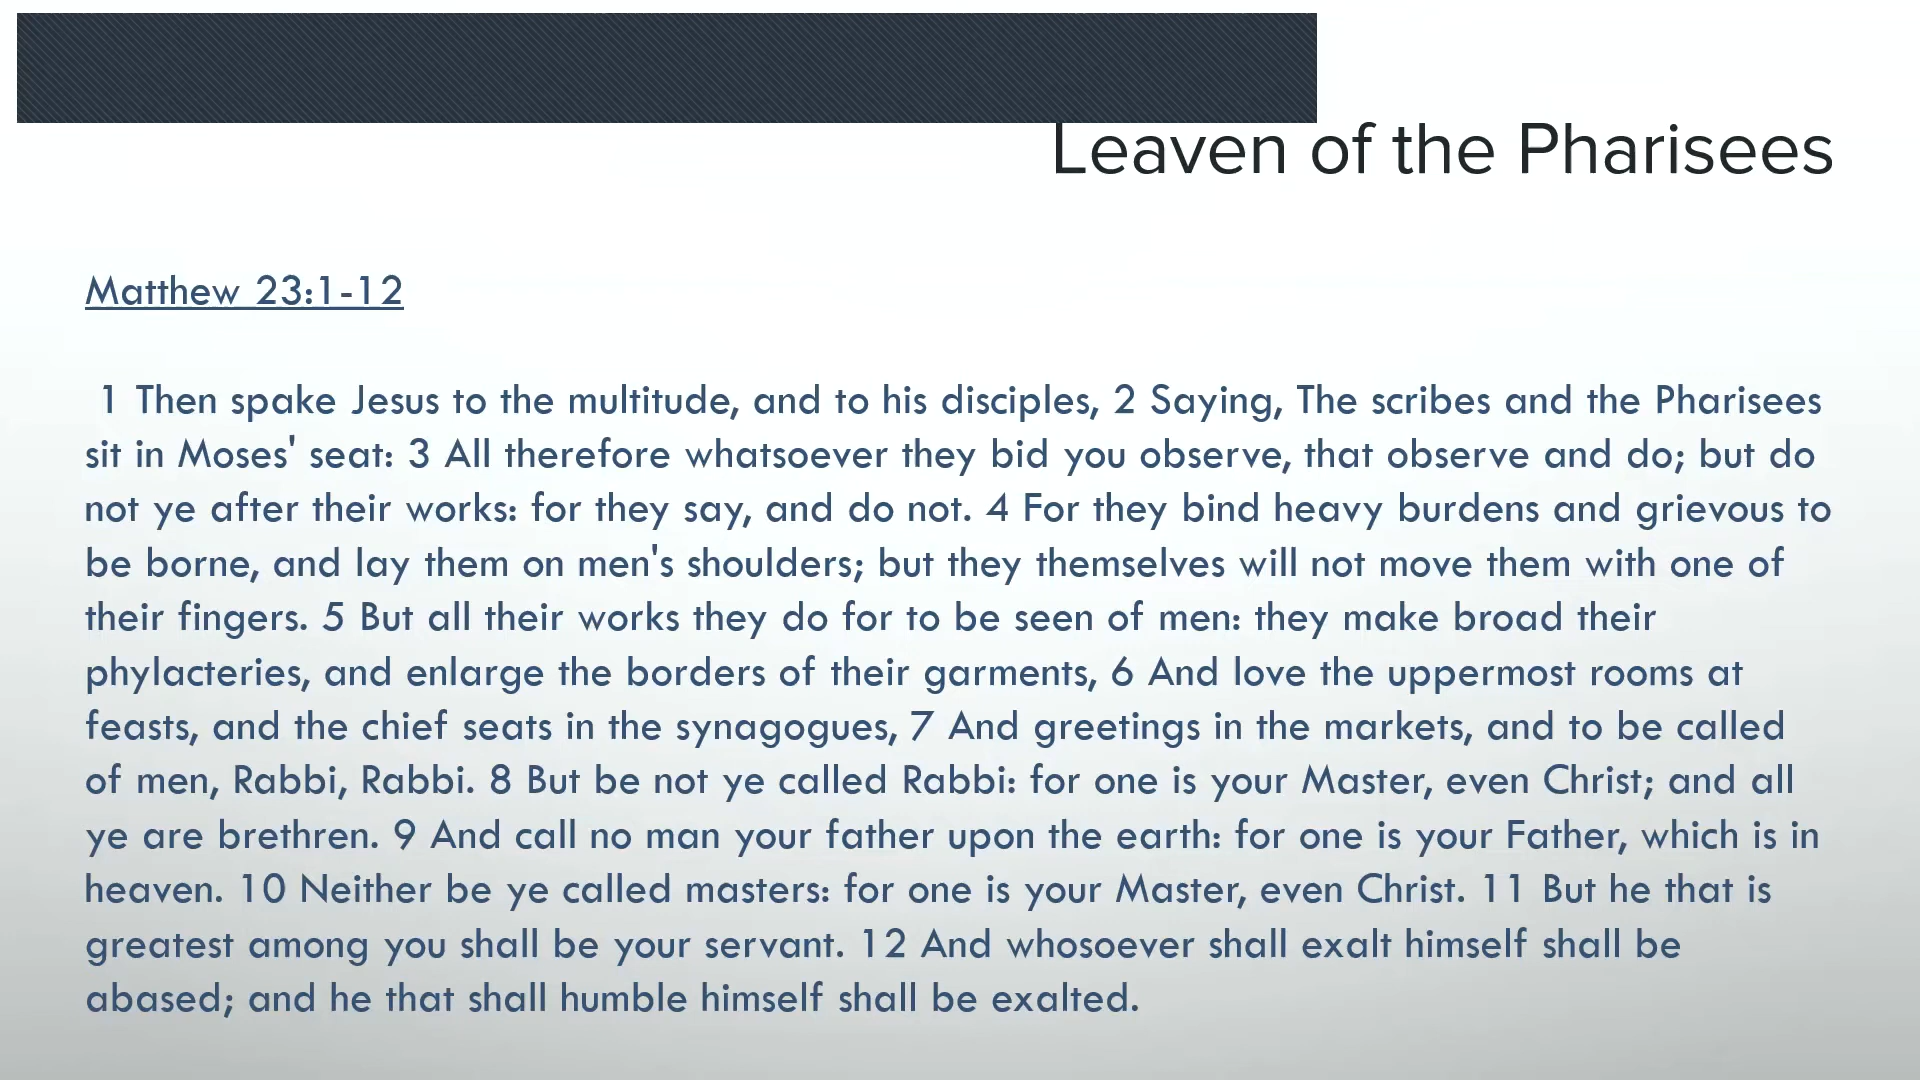 Leaven of the Pharisees
Matthew 23:1-12
1 Then spake Jesus to the multitude, and to his disciples, 2 Saying, The scribes and the Pharisees
sit in Moses' seat: 3 All therefore whatsoever they bid you observe, that observe and do; but do
not ye after their works: for they say, and do not. 4 For they bind heavy burdens and grievous to
be borne, and lay them on men's shoulders; but they themselves will not move them with one of
their fingers. 5 But all their works they do for to be seen of men: they make broad their
phylacteries, and enlarge the borders of their garments, 6 And love the uppermost rooms at
feasts, and the chief seats in the synagogues, 7 And greetings in the markets, and to be called
of men, Rabbi, Rabbi. 8 But be not ye called Rabbi: for one is your Master, even Christ; and all
ye are brethren. 9 And call no man your father upon the earth: for one is your Father, which is in
heaven. 10 Neither be ye called masters: for one is your Master, even Christ. 11 But he that is
greatest among you shall be your servant. 12 And whosoever shall exalt himself shall be
abased; and he that shall humble himself shall be exalted.